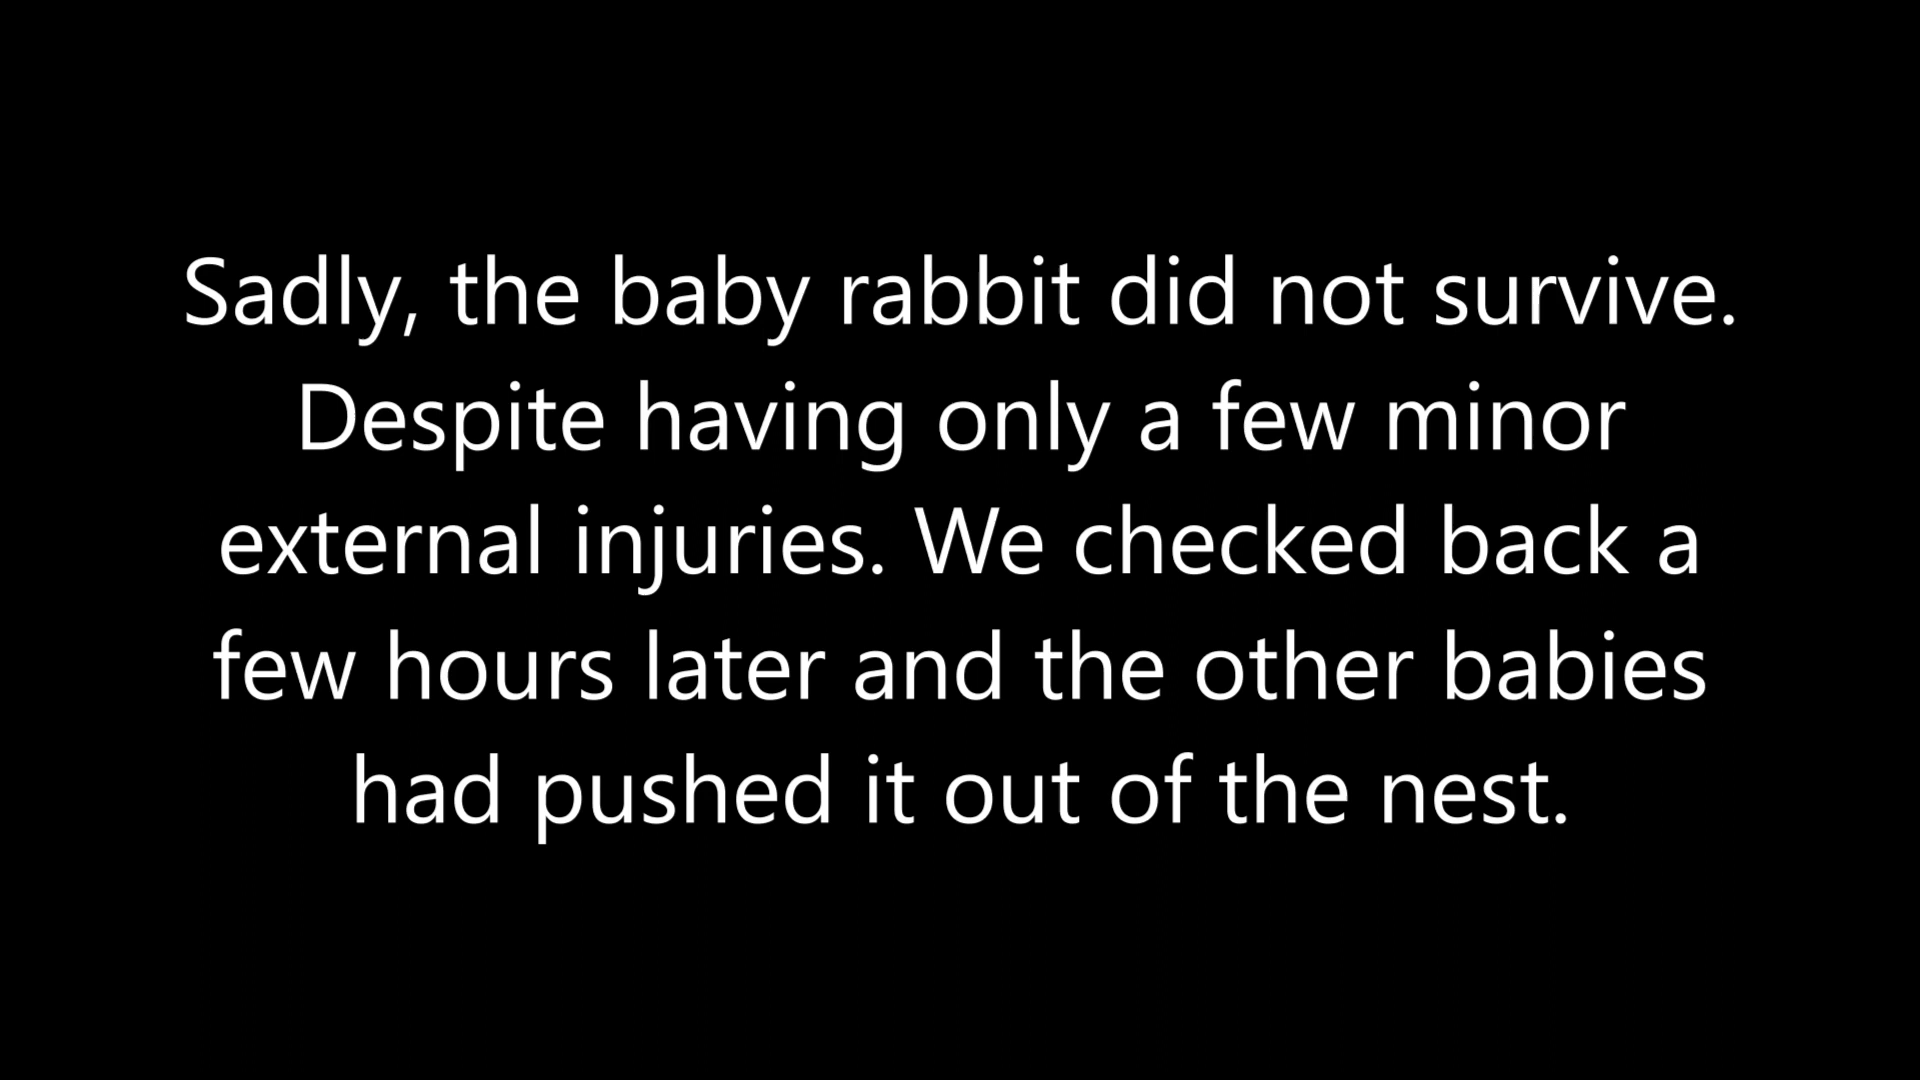 Sadly, the baby rabbit did not survive.
Despite having only a few minor
external injuries. We checked back a
few hours later and the other babies
had pushed it out of the nest.